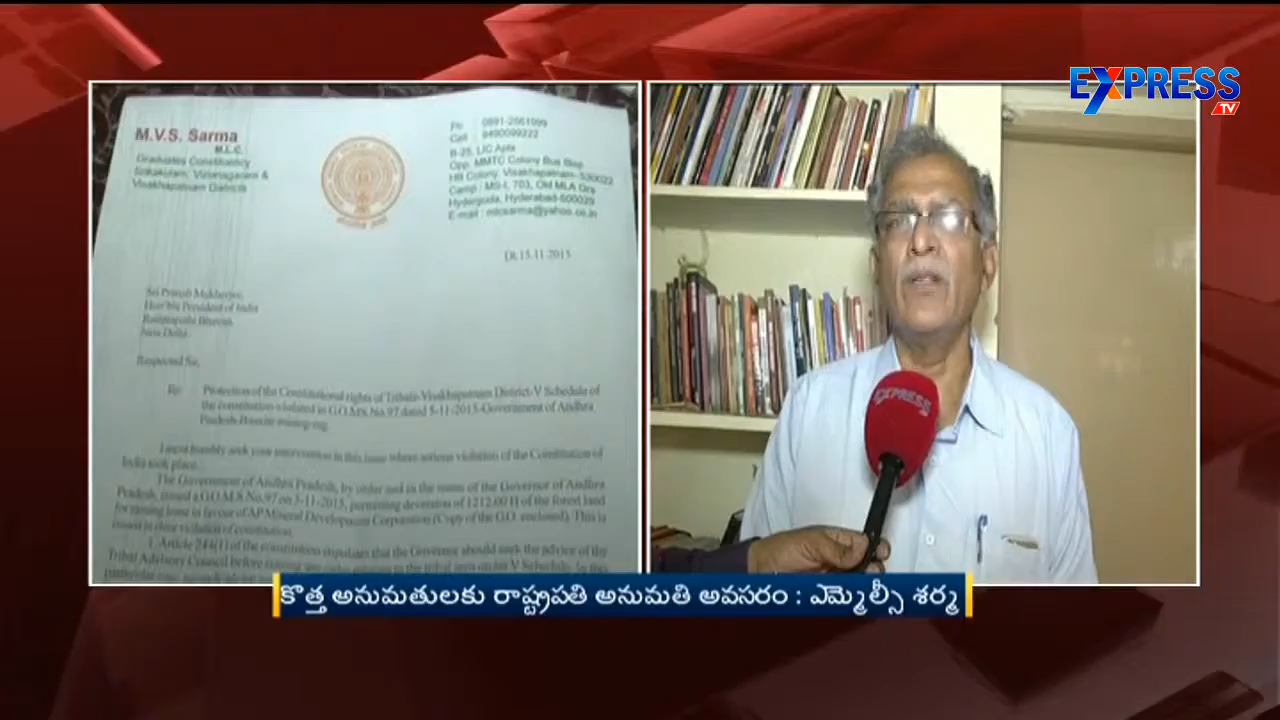 EXPRESS
TV
M.V.S. Sarma
M.L.C.
Graduates Constituency
Srikakulam, Vizianagaram &
Visakhapatnam Districts
Ph : 0891-2561999
Cell : 8490099222
B-25, LIC Apts
Opp. MMTC Colony Bus Stop
HB Colony, Visakhapatnam-530022
Camp : MS-I, 703, Old MLA Qrs
Hyderguda, Hyderabad-500029
E-mail : mlcsarma@yahoo.co.in
Dt.15-11-2015
Sri Pranab Mukherjee,
Hon'ble President of India
Rashtrapathi Bhavan,
New Delhi.
Respected Sir,
Re: Protection of the Constitutional rights of Tribals-Visakhapatnam District-V Schedule of
the constitution-violated in G.O.MS.No.97 dated 5-11-2015-Government of Andhra
Pradesh-Bauxite mining-reg.
I most humbly seek your intervention in this issue where serious violation of the Constitution of
India took place.
The Government of Andhra Pradesh, by order and in the name of the Governor of Andhra
Pradesh, issued a G.O.M.S No.97 on 5-11-2015, permitting deversion of 1212.00 H of the forest land
for mining lease in favour of AP Mineral Development Corporation (Copy of the G.O. enclosed). This is
issued in clear violation of constitution.
1. Article 244(1) of the constitution stipulates that the Governor should seek the advice of the
Tribal Advisory Council before
EXPRESS
కొత్త అనుమతులకు రాష్ట్రపతి అనుమతి అవసరం : ఎమ్మెల్సీ శర్మ